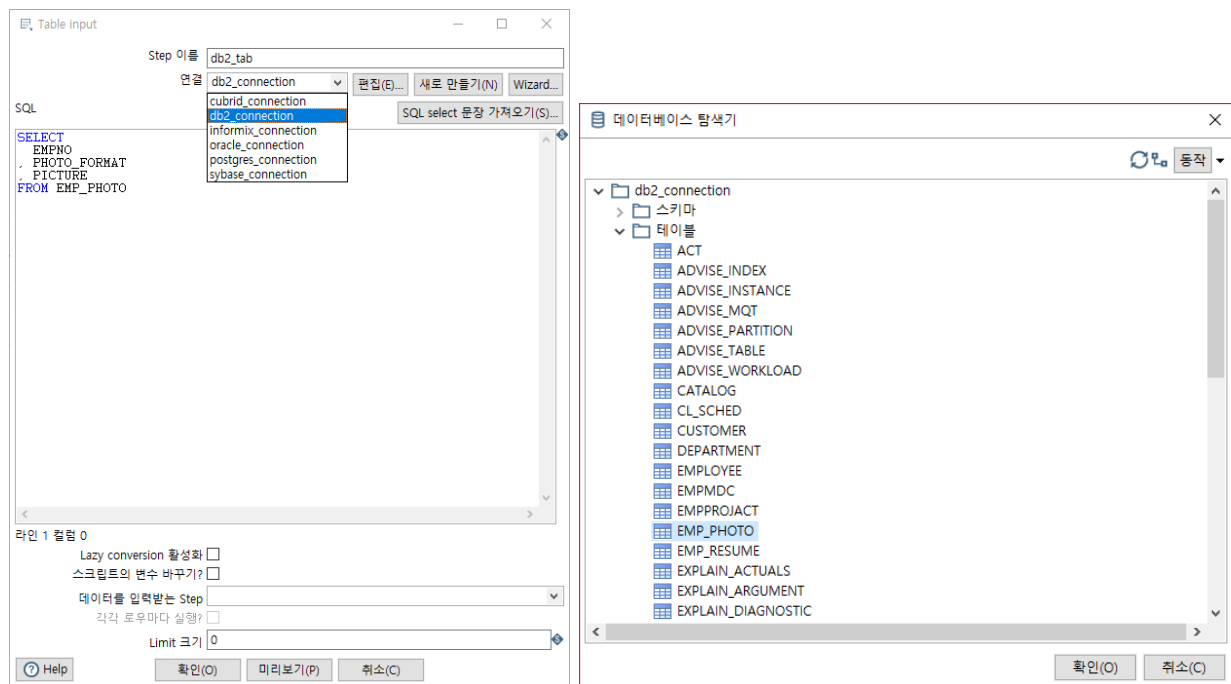 Table input
Step 이름 db2_tab
연결 db2_connection 편집(E)... 새로 만들기(N) Wizard...
cubrid_connection
db2_connection
informix_connection
oracle_connection
postgres_connection
sybase_connection
SQL SQL select 문장 가져오기(S)...
SELECT
EMPNO
, PHOTO_FORMAT
, PICTURE
FROM EMP_PHOTO
라인 1 컬럼 0
Lazy conversion 활성화
스크립트의 변수 바꾸기?
데이터를 입력받는 Step
각각 로우마다 실행?
Limit 크기 0
Help 확인(O) 미리보기(P) 취소(C)
데이터베이스 탐색기
동작
db2_connection
스키마
테이블
ACT
ADVISE_INDEX
ADVISE_INSTANCE
ADVISE_MQT
ADVISE_PARTITION
ADVISE_TABLE
ADVISE_WORKLOAD
CATALOG
CL_SCHED
CUSTOMER
DEPARTMENT
EMPLOYEE
EMPMDC
EMPPROJACT
EMP_PHOTO
EMP_RESUME
EXPLAIN_ACTUALS
EXPLAIN_ARGUMENT
EXPLAIN_DIAGNOSTIC
확인(O) 취소(C)